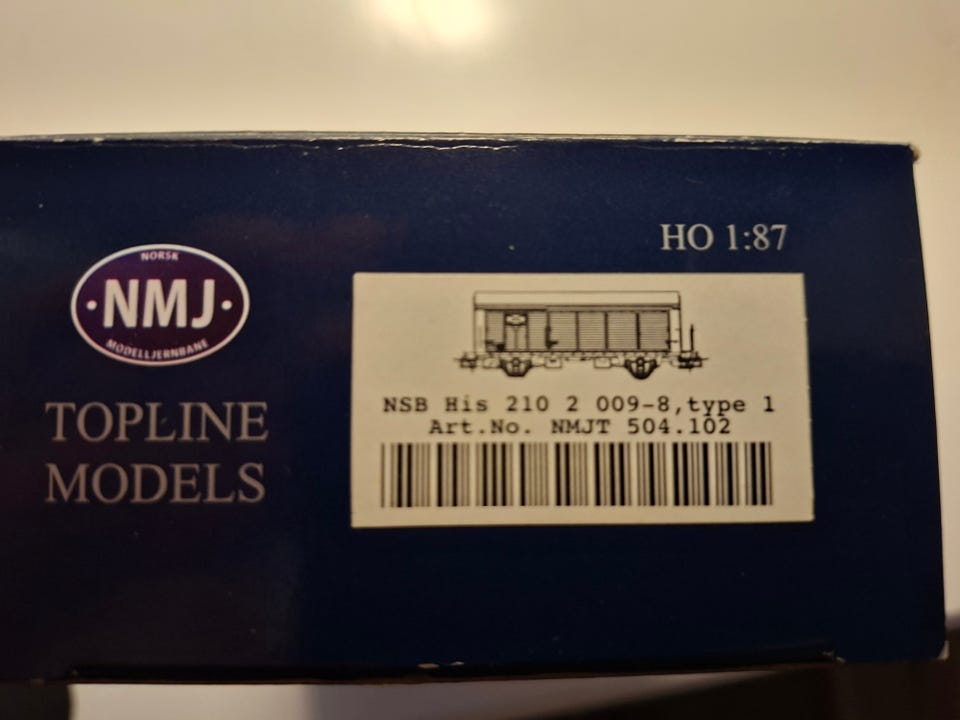 NORSK
·NMJ·
MODELLJERNBANE
TOPLINE
MODELS
HO 1:87
NSB His 210 2 009-8,type 1
Art.No. NMJT 504.102